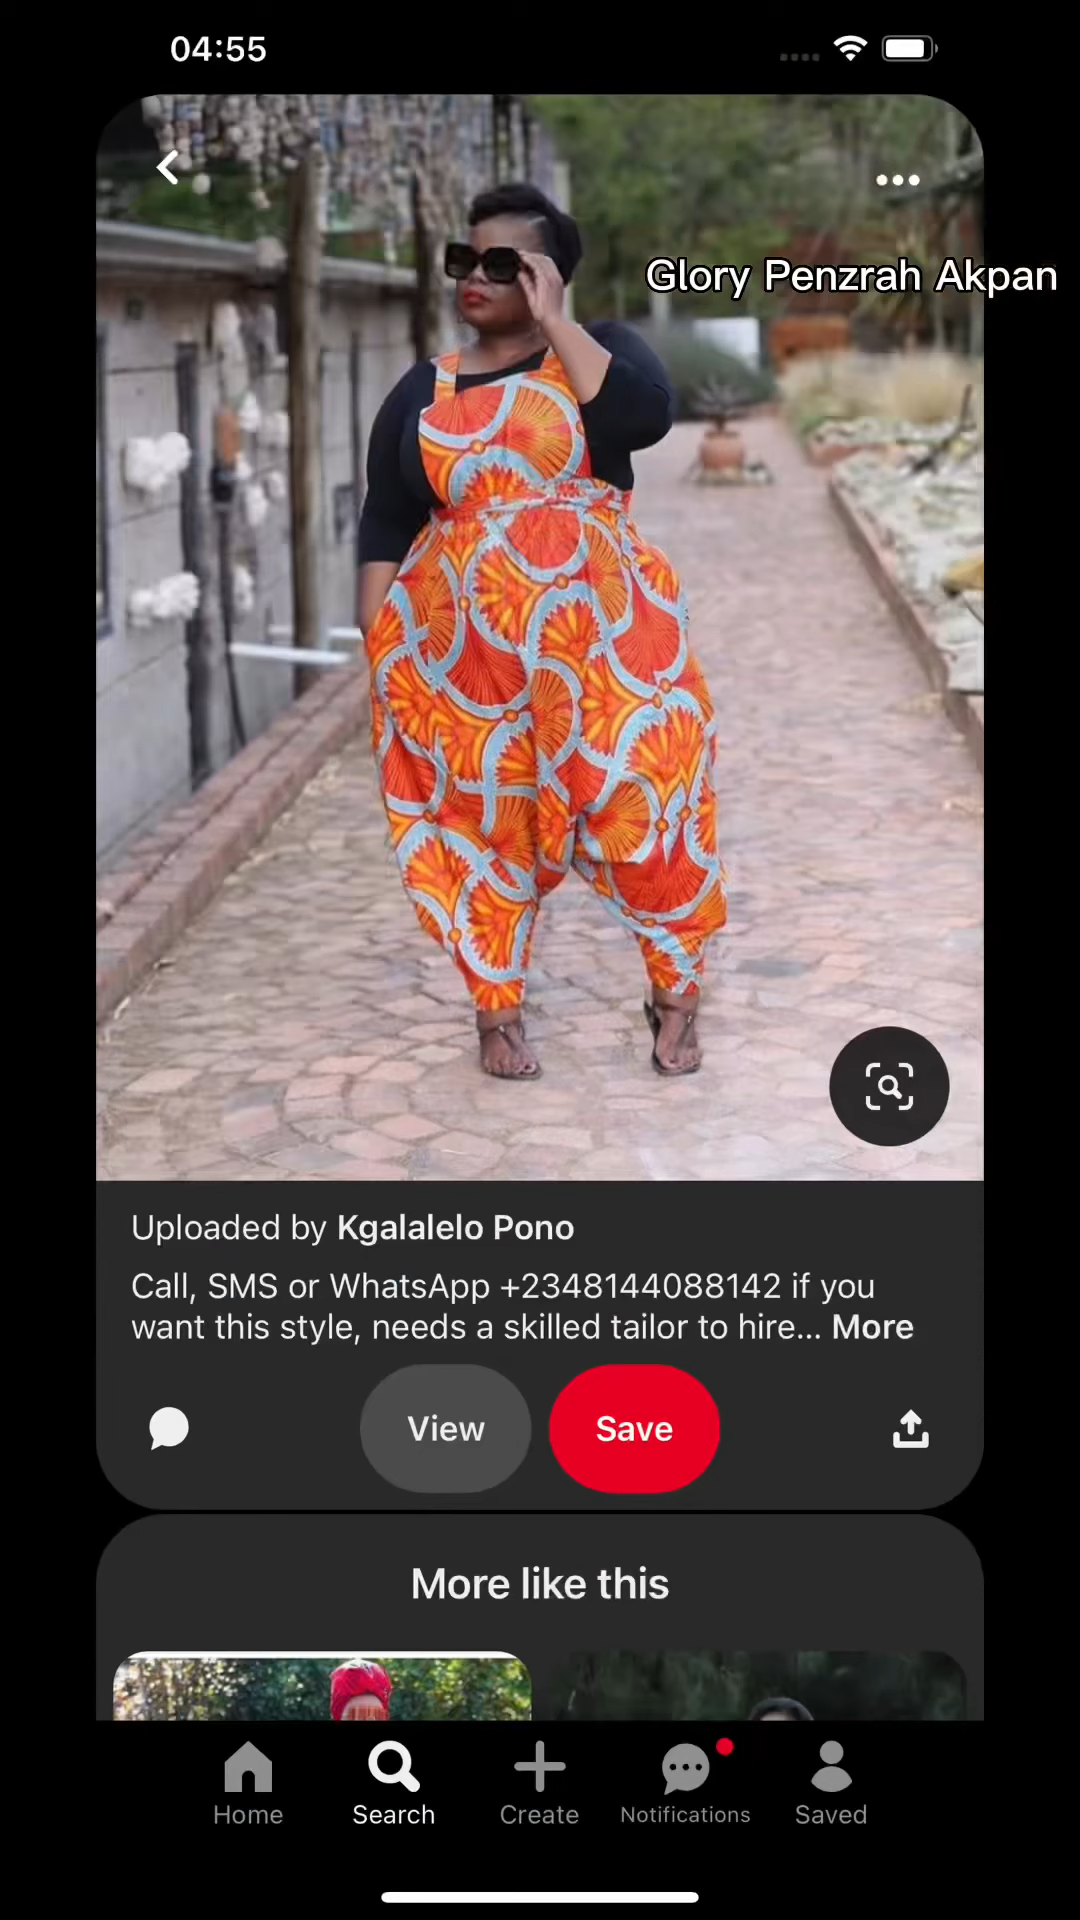 04:55
Glory Penzrah Akpan
Uploaded by Kgalalelo Pono
Call, SMS or WhatsApp +2348144088142 if you
want this style, needs a skilled tailor to hire... More
View
Save
More like this
Home
Search
Create
Notifications
Saved